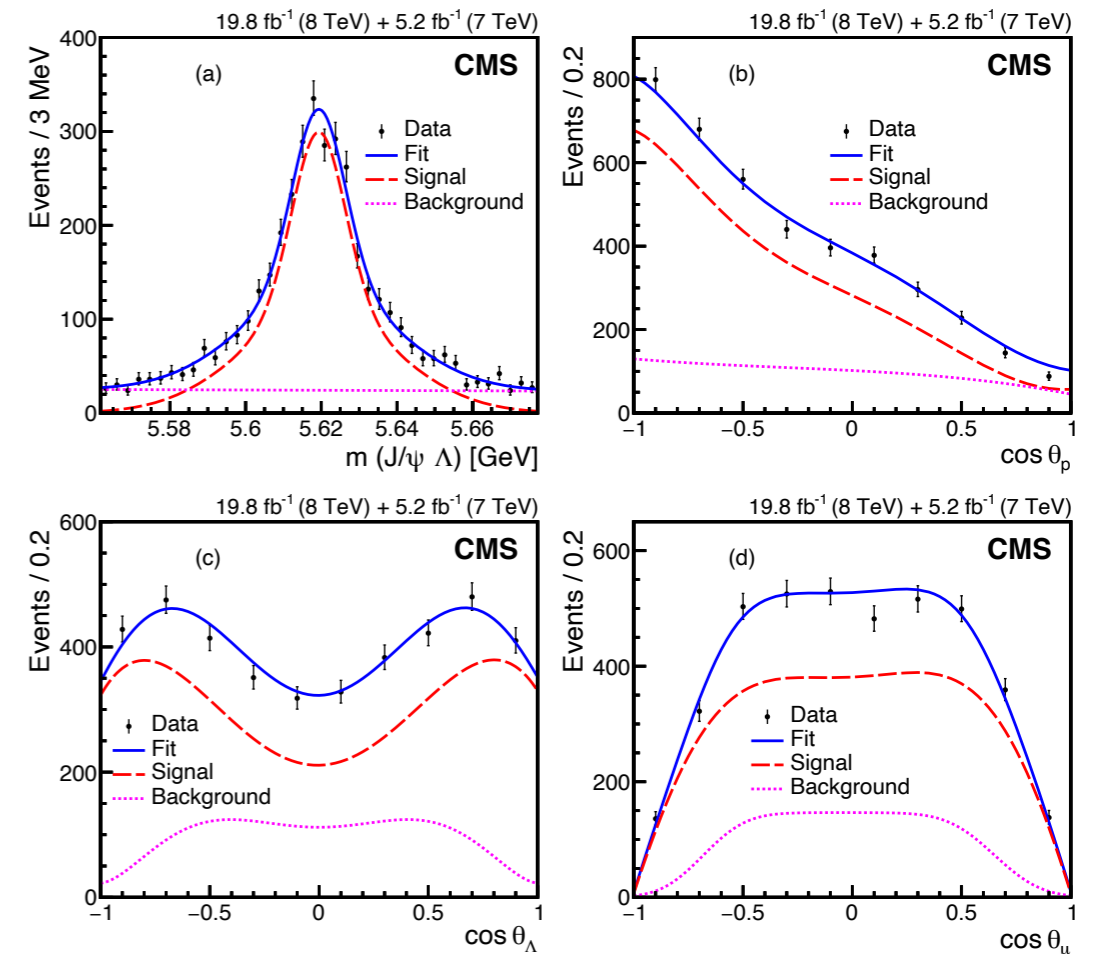 19.8 fb⁻¹ (8 TeV) + 5.2 fb⁻¹ (7 TeV)
Events / 3 MeV
400
300
200
100
0
(a)
CMS
Data
Fit
Signal
Background
5.58 5.6 5.62 5.64 5.66
m (J/ψ Λ) [GeV]
19.8 fb⁻¹ (8 TeV) + 5.2 fb⁻¹ (7 TeV)
Events / 0.2
800
600
400
200
0
(b)
CMS
Data
Fit
Signal
Background
−1 −0.5 0 0.5 1
cos θₚ
19.8 fb⁻¹ (8 TeV) + 5.2 fb⁻¹ (7 TeV)
Events / 0.2
600
400
200
0
(c)
CMS
Data
Fit
Signal
Background
−1 −0.5 0 0.5 1
cos θ_Λ
19.8 fb⁻¹ (8 TeV) + 5.2 fb⁻¹ (7 TeV)
Events / 0.2
600
400
200
0
(d)
CMS
Data
Fit
Signal
Background
−1 −0.5 0 0.5 1
cos θ_μ